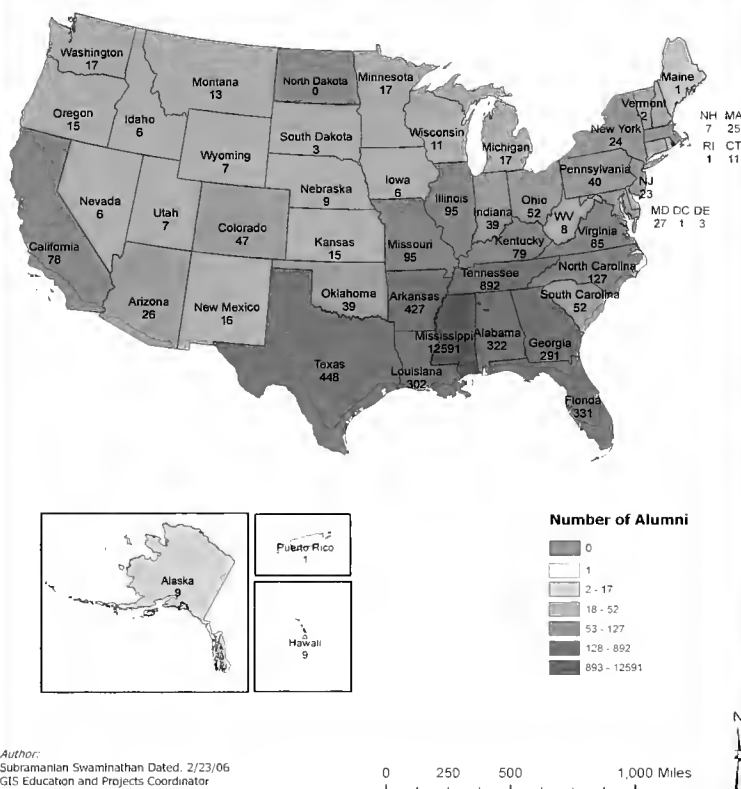 Washington
17
Montana
13
North Dakota
0
Minnesota
17
Maine
1
Oregon
15
Idaho
6
South Dakota
3
Wisconsin
11
Michigan
17
Vermont
2
New York
24
NH MA
7 25
RI CT
1 11
Wyoming
7
Nebraska
9
Iowa
6
Pennsylvania
40
NJ
23
Nevada
6
Utah
7
Colorado
47
Illinois
95
Indiana
39
Ohio
52
WV
8
Virginia
85
MD DC DE
27 1 3
California
78
Kansas
15
Missouri
95
Kentucky
79
Tennessee
892
North Carolina
127
Arizona
26
New Mexico
16
Oklahoma
39
Arkansas
427
South Carolina
52
Mississippi
12591
Alabama
322
Georgia
291
Texas
448
Louisiana
302
Florida
331
Alaska
9
Puerto Rico
1
Hawaii
9
Number of Alumni
0
1
2 - 17
18 - 52
53 - 127
128 - 892
893 - 12591
Author:
Subramanian Swaminathan Dated. 2/23/06
GIS Education and Projects Coordinator
0 250 500 1,000 Miles
N